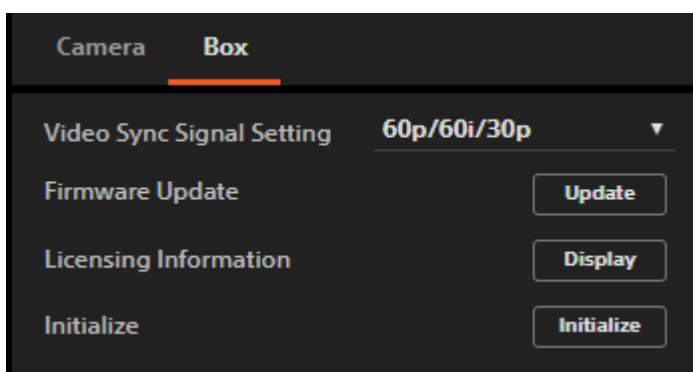 Camera Box
Video Sync Signal Setting 60p/60i/30p
Firmware Update Update
Licensing Information Display
Initialize Initialize